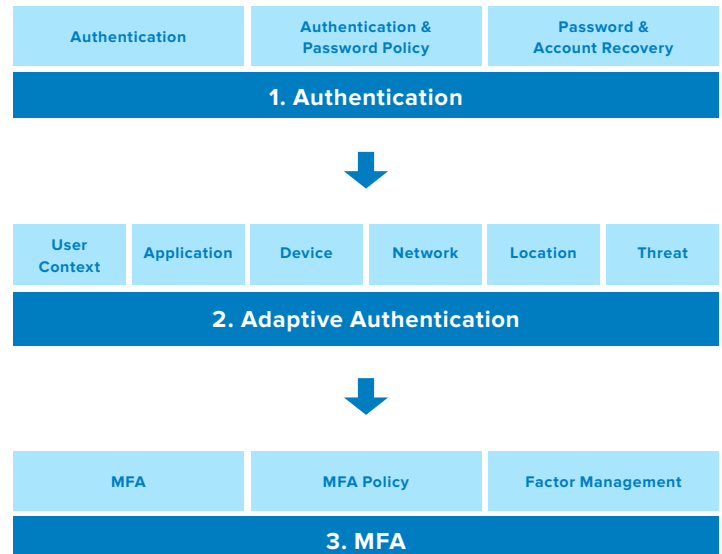 Authentication
Authentication &
Password Policy
Password &
Account Recovery
1. Authentication
User
Context
Application
Device
Network
Location
Threat
2. Adaptive Authentication
MFA
MFA Policy
Factor Management
3. MFA